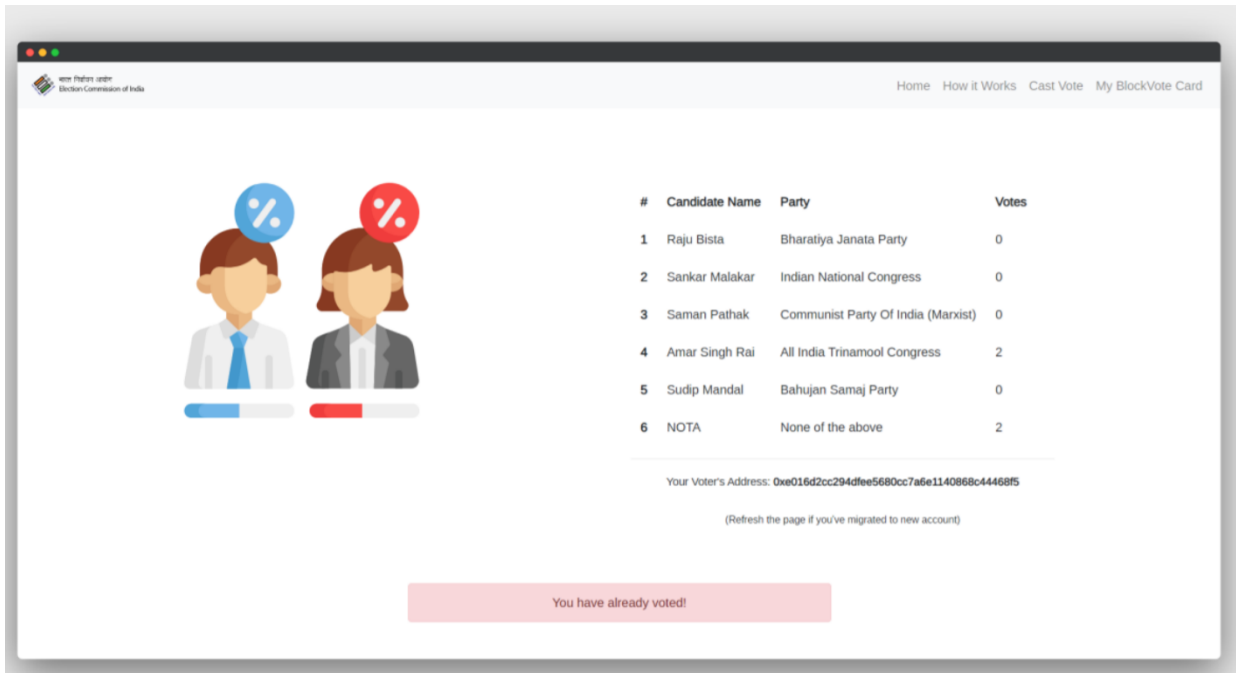 भारत निर्वाचन आयोग
Election Commission of India
Home How it Works Cast Vote My BlockVote Card
# Candidate Name Party Votes
1 Raju Bista Bharatiya Janata Party 0
2 Sankar Malakar Indian National Congress 0
3 Saman Pathak Communist Party Of India (Marxist) 0
4 Amar Singh Rai All India Trinamool Congress 2
5 Sudip Mandal Bahujan Samaj Party 0
6 NOTA None of the above 2
Your Voter's Address: 0xe016d2cc294dfee5680cc7a6e1140868c44468f5
(Refresh the page if you've migrated to new account)
You have already voted!